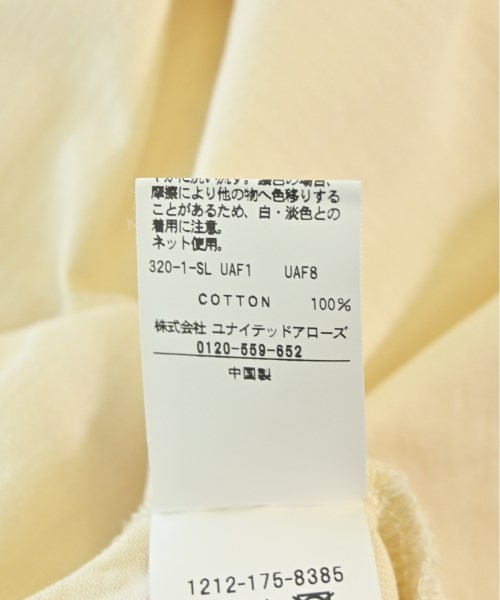 摩擦により他の物へ色移りする
ことがあるため、白・淡色との
着用に注意。
ネット使用。
320-1-SL UAF1 UAF8
COTTON 100%
株式会社 ユナイテッドアローズ
0120-559-652
中国製
1212-175-8385